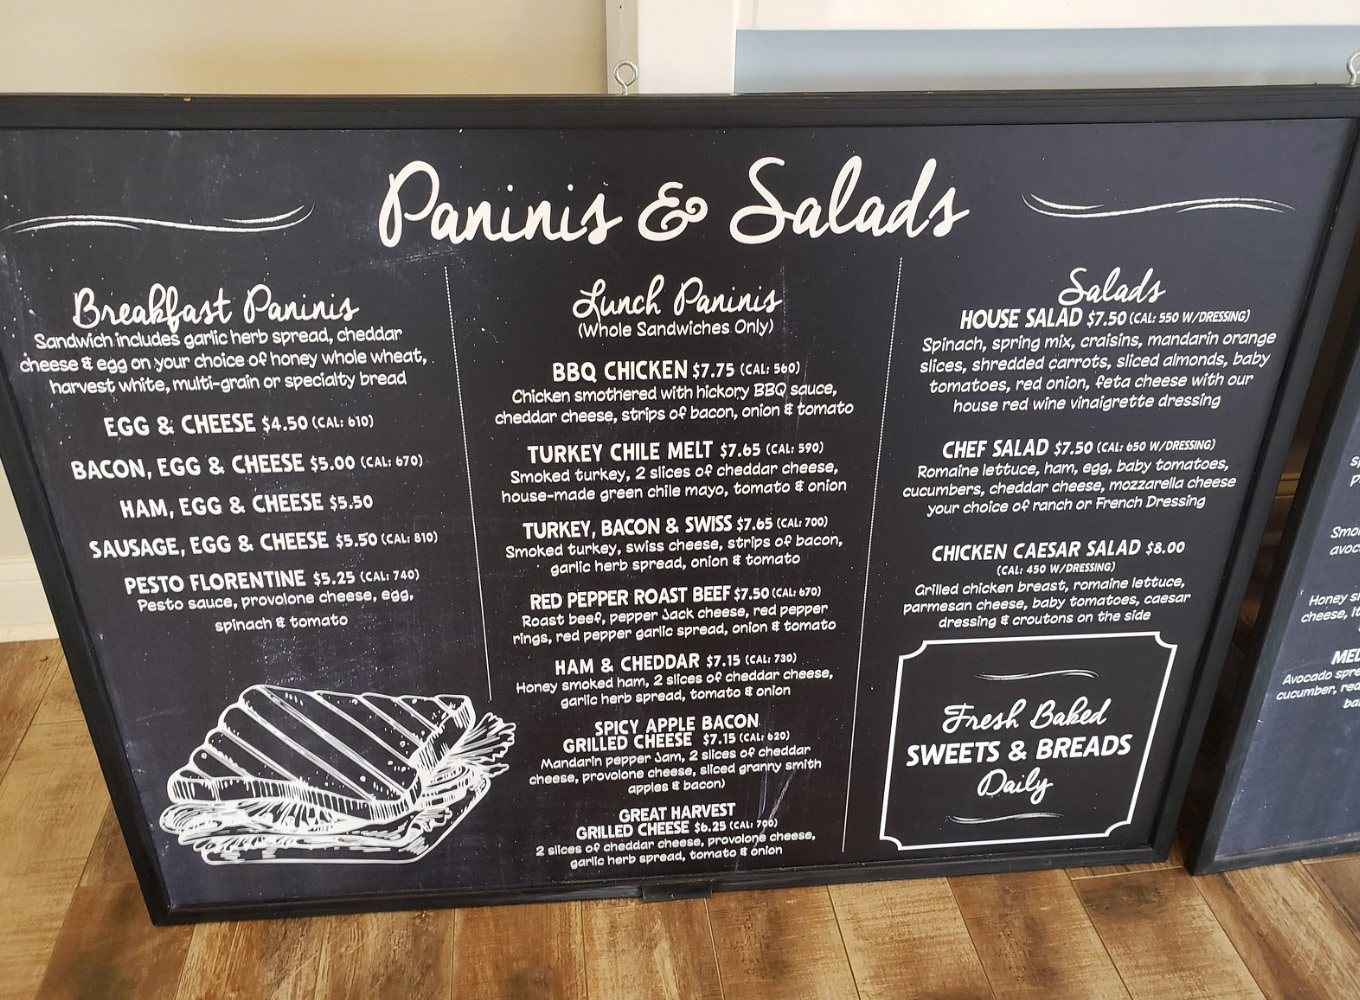 Paninis & Salads
Breakfast Paninis
Sandwich includes garlic herb spread, cheddar
cheese & egg on your choice of honey whole wheat,
harvest white, multi-grain or specialty bread
EGG & CHEESE $4.50 (CAL: 610)
BACON, EGG & CHEESE $5.00 (CAL: 670)
HAM, EGG & CHEESE $5.50
SAUSAGE, EGG & CHEESE $5.50 (CAL: 810)
PESTO FLORENTINE $5.25 (CAL: 740)
Pesto sauce, provolone cheese, egg,
spinach & tomato
Lunch Paninis
(Whole Sandwiches Only)
BBQ CHICKEN $7.75 (CAL: 560)
Chicken smothered with hickory BBQ sauce,
cheddar cheese, strips of bacon, onion & tomato
TURKEY CHILE MELT $7.65 (CAL: 590)
Smoked turkey, 2 slices of cheddar cheese,
house-made green chile mayo, tomato & onion
TURKEY, BACON & SWISS $7.65 (CAL: 700)
Smoked turkey, swiss cheese, strips of bacon,
garlic herb spread, onion & tomato
RED PEPPER ROAST BEEF $7.50 (CAL: 670)
Roast beef, pepper Jack cheese, red pepper
rings, red pepper garlic spread, onion & tomato
HAM & CHEDDAR $7.15 (CAL: 730)
Honey smoked ham, 2 slices of cheddar cheese,
garlic herb spread, tomato & onion
SPICY APPLE BACON
GRILLED CHEESE $7.15 (CAL: 620)
Mandarin pepper Jam, 2 slices of cheddar
cheese, provolone cheese, sliced granny smith
apples & bacon)
GREAT HARVEST
GRILLED CHEESE $6.25 (CAL: 700)
2 slices of cheddar cheese, provolone cheese,
garlic herb spread, tomato & onion
Salads
HOUSE SALAD $7.50 (CAL: 550 W/DRESSING)
Spinach, spring mix, craisins, mandarin orange
slices, shredded carrots, sliced almonds, baby
tomatoes, red onion, feta cheese with our
house red wine vinaigrette dressing
CHEF SALAD $7.50 (CAL: 650 W/DRESSING)
Romaine lettuce, ham, egg, baby tomatoes,
cucumbers, cheddar cheese, mozzarella cheese
your choice of ranch or French Dressing
CHICKEN CAESAR SALAD $8.00
(CAL: 450 W/DRESSING)
Grilled chicken breast, romaine lettuce,
parmesan cheese, baby tomatoes, caesar
dressing & croutons on the side
Fresh Baked
SWEETS & BREADS
Daily
Honey
cheese,
Avocado
cucumber,